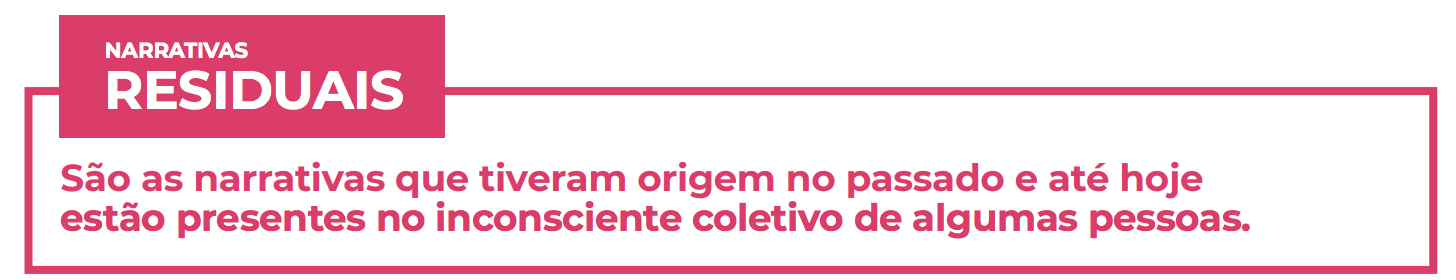 NARRATIVAS
RESIDUAIS
São as narrativas que tiveram origem no passado e até hoje
estão presentes no inconsciente coletivo de algumas pessoas.